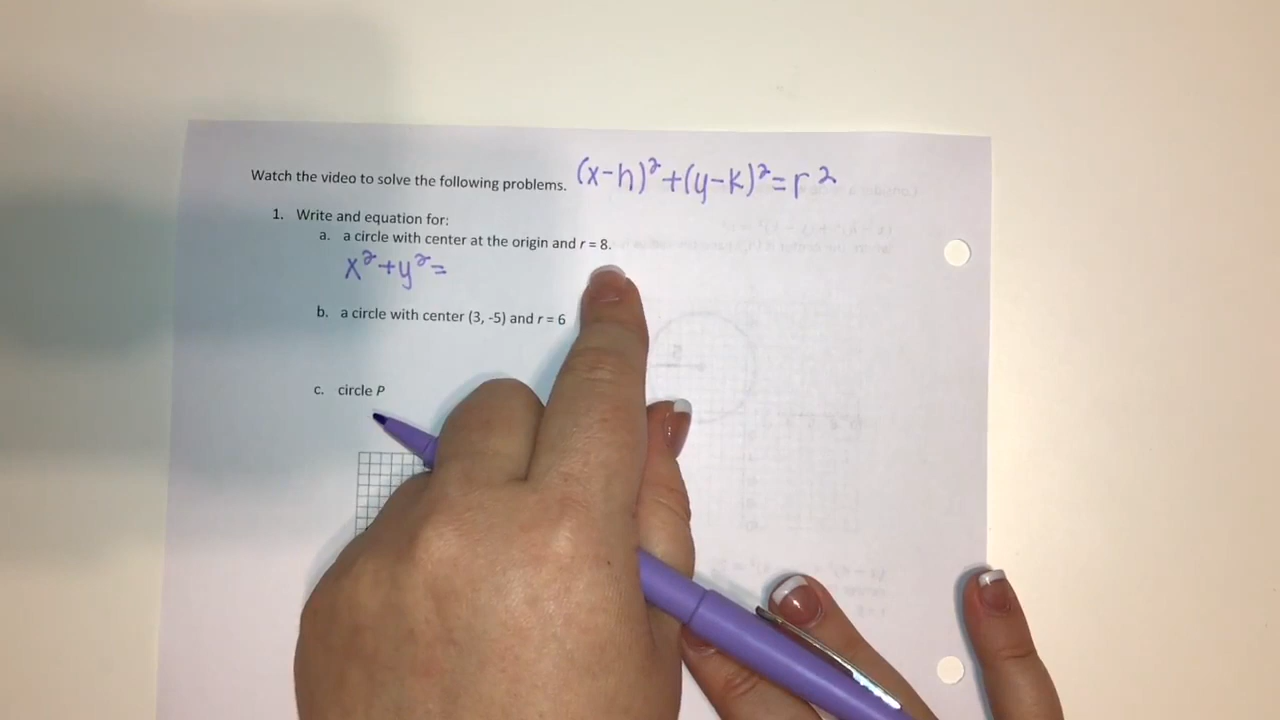 Watch the video to solve the following problems. (x-h)²+(y-k)²=r²
1. Write and equation for:
a. a circle with center at the origin and r = 8.
x²+y²=
b. a circle with center (3, -5) and r = 6
c. circle P